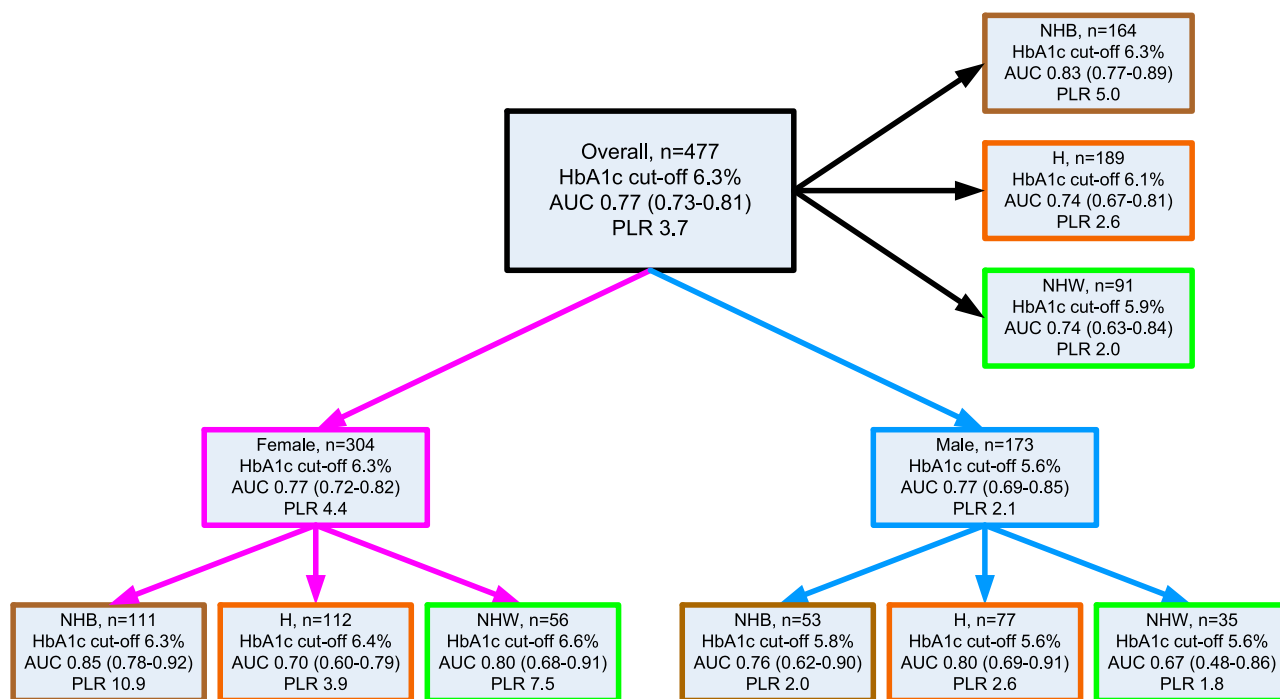 NHB, n=164
HbA1c cut-off 6.3%
AUC 0.83 (0.77-0.89)
PLR 5.0
Overall, n=477
HbA1c cut-off 6.3%
AUC 0.77 (0.73-0.81)
PLR 3.7
H, n=189
HbA1c cut-off 6.1%
AUC 0.74 (0.67-0.81)
PLR 2.6
NHW, n=91
HbA1c cut-off 5.9%
AUC 0.74 (0.63-0.84)
PLR 2.0
Female, n=304
HbA1c cut-off 6.3%
AUC 0.77 (0.72-0.82)
PLR 4.4
Male, n=173
HbA1c cut-off 5.6%
AUC 0.77 (0.69-0.85)
PLR 2.1
NHB, n=111
HbA1c cut-off 6.3%
AUC 0.85 (0.78-0.92)
PLR 10.9
H, n=112
HbA1c cut-off 6.4%
AUC 0.70 (0.60-0.79)
PLR 3.9
NHW, n=56
HbA1c cut-off 6.6%
AUC 0.80 (0.68-0.91)
PLR 7.5
NHB, n=53
HbA1c cut-off 5.8%
AUC 0.76 (0.62-0.90)
PLR 2.0
H, n=77
HbA1c cut-off 5.6%
AUC 0.80 (0.69-0.91)
PLR 2.6
NHW, n=35
HbA1c cut-off 5.6%
AUC 0.67 (0.48-0.86)
PLR 1.8